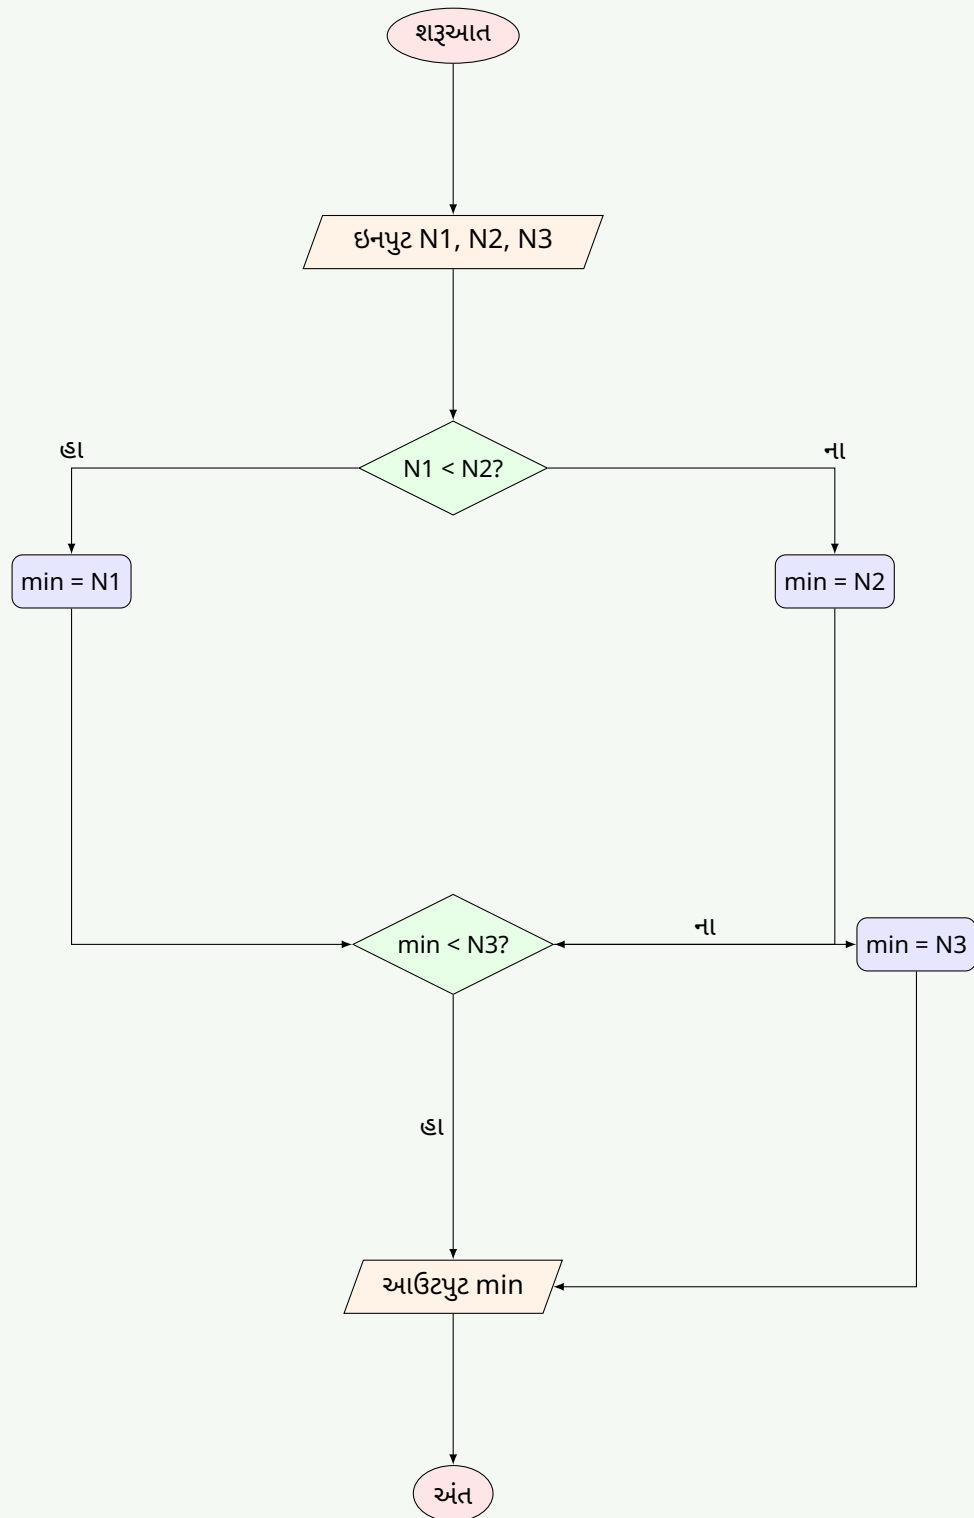 શરૂઆત
ઇનપુટ N1, N2, N3
હા
N1 < N2?
ના
min = N1
min = N2
min < N3?
ના
min = N3
હા
આઉટપુટ min
અંત